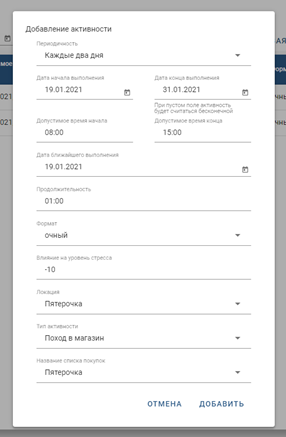 Добавление активности
Периодичность
Каждые два дня
Дата начала выполнения
Дата конца выполнения
19.01.2021
31.01.2021
При пустом поле активность
будет считаться бесконечной
Допустимое время начала
Допустимое время конца
08:00
15:00
Дата ближайшего выполнения
19.01.2021
Продолжительность
01:00
Формат
очный
Влияние на уровень стресса
-10
Локация
Пятерочка
Тип активности
Поход в магазин
Название списка покупок
Пятерочка
ОТМЕНА
ДОБАВИТЬ